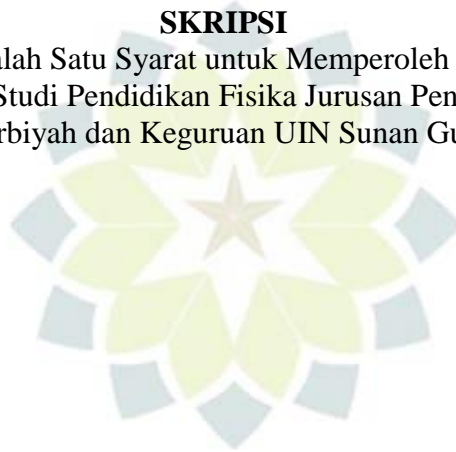 SKRIPSI
alah Satu Syarat untuk Memperoleh
Studi Pendidikan Fisika Jurusan Pen
rbiyah dan Keguruan UIN Sunan Gu